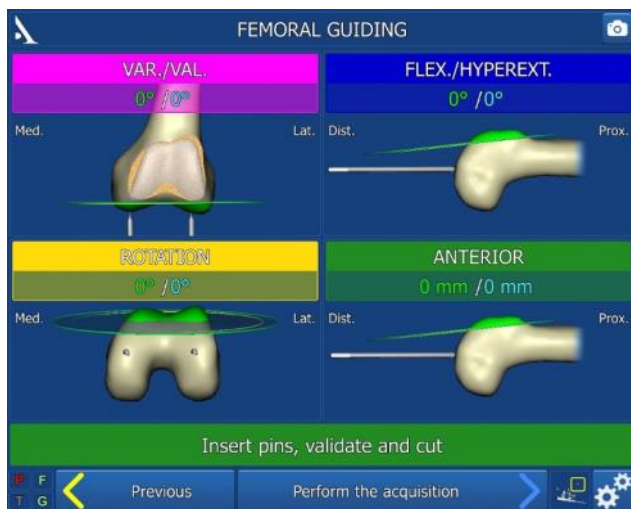 FEMORAL GUIDING
VAR./VAL.
0° /0°
FLEX./HYPEREXT.
0° /0°
Med.
Lat.
Dist.
Prox.
ROTATION
0° /0°
ANTERIOR
0 mm /0 mm
Med.
Lat.
Dist.
Prox.
Insert pins, validate and cut
P F
T G
Previous
Perform the acquisition